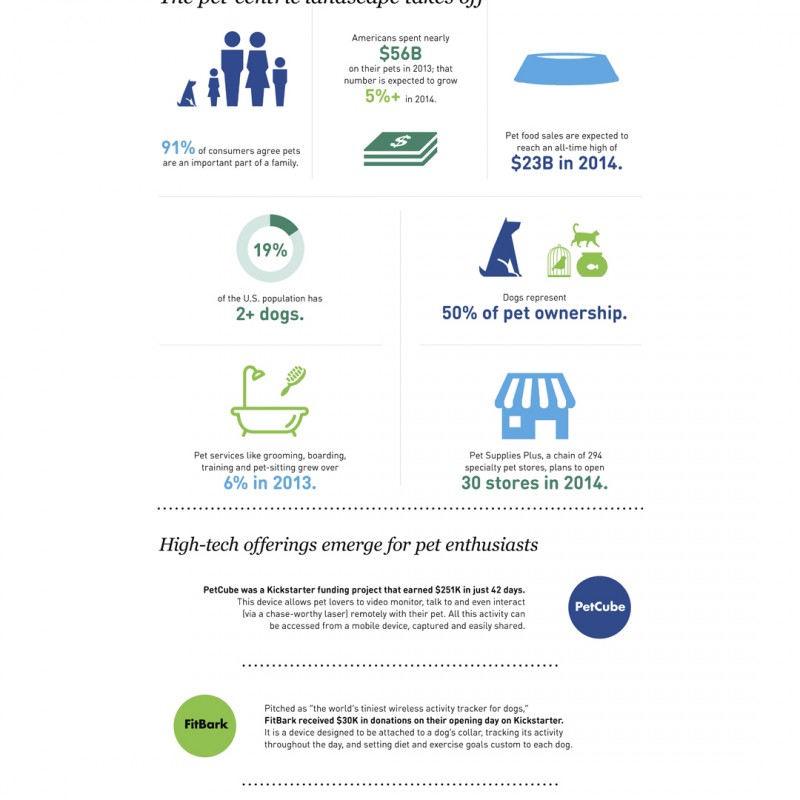 The pet-centric landscape takes off
Americans spent nearly
$56B
on their pets in 2013; that
number is expected to grow
5%+ in 2014.
$
91% of consumers agree pets
are an important part of a family.
Pet food sales are expected to
reach an all-time high of
$23B in 2014.
19%
of the U.S. population has
2+ dogs.
Dogs represent
50% of pet ownership.
Pet services like grooming, boarding,
training and pet-sitting grew over
6% in 2013.
Pet Supplies Plus, a chain of 294
specialty pet stores, plans to open
30 stores in 2014.
High-tech offerings emerge for pet enthusiasts
PetCube was a Kickstarter funding project that earned $251K in just 42 days.
This device allows pet lovers to video monitor, talk to and even interact
(via a chase-worthy laser) remotely with their pet. All this activity can
be accessed from a mobile device, captured and easily shared.
PetCube
FitBark
Pitched as "the world's tiniest wireless activity tracker for dogs,"
FitBark received $30K in donations on their opening day on Kickstarter.
It is a device designed to be attached to a dog's collar, tracking its activity
throughout the day, and setting diet and exercise goals custom to each dog.